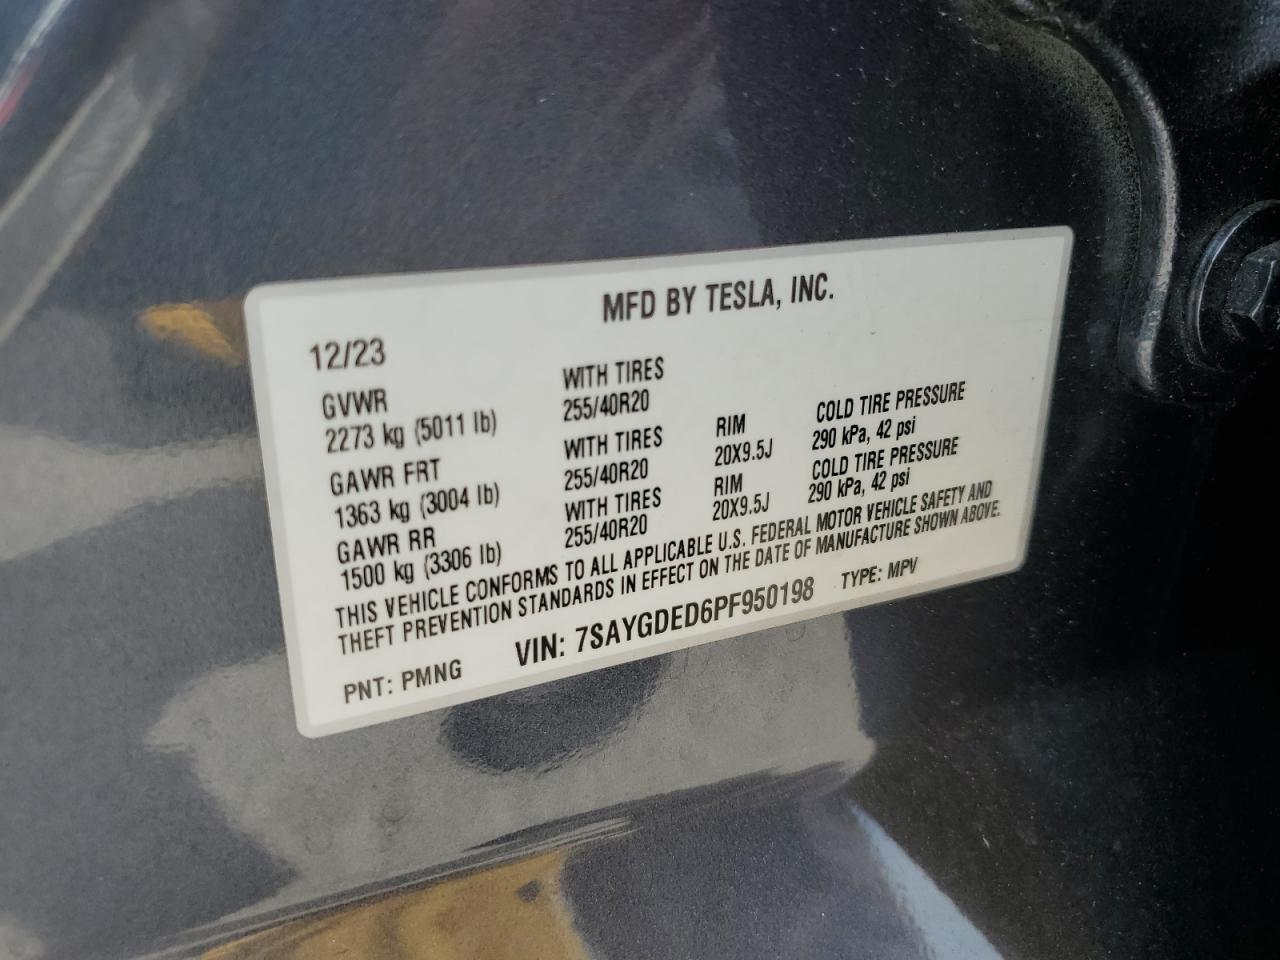 MFD BY TESLA, INC.
12/23
GVWR
2273 kg (5011 lb)
WITH TIRES
255/40R20
GAWR FRT
1363 kg (3004 lb)
WITH TIRES
255/40R20
RIM
20X9.5J
COLD TIRE PRESSURE
290 kPa, 42 psi
GAWR RR
1500 kg (3306 lb)
WITH TIRES
255/40R20
RIM
20X9.5J
COLD TIRE PRESSURE
290 kPa, 42 psi
THIS VEHICLE CONFORMS TO ALL APPLICABLE U.S. FEDERAL MOTOR VEHICLE SAFETY AND
THEFT PREVENTION STANDARDS IN EFFECT ON THE DATE OF MANUFACTURE SHOWN ABOVE.
PNT: PMNG
VIN: 7SAYGDED6PF950198
TYPE: MPV